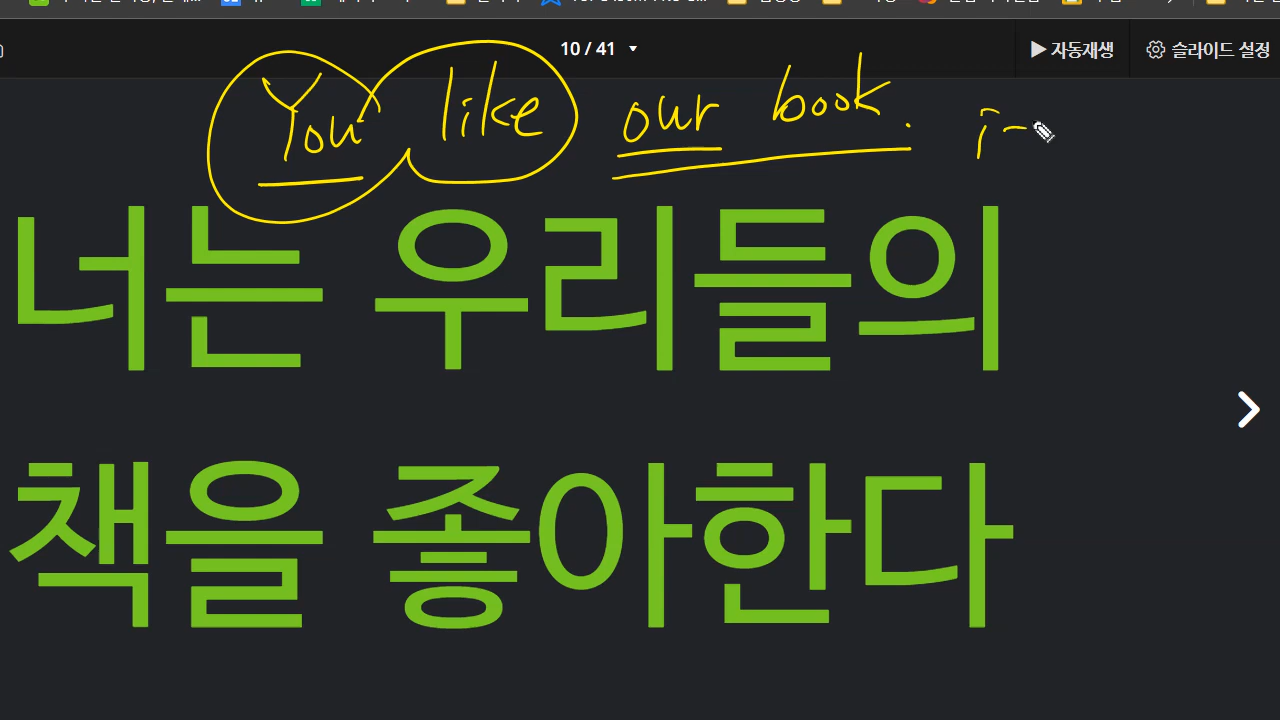 10 / 41
자동재생
슬라이드 설정
You like our book.
너는 우리들의
책을 좋아한다